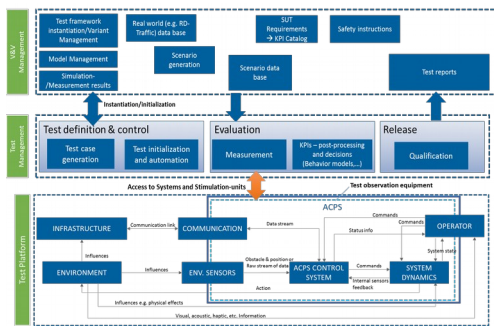 V&V
Management
Test framework
instantiation/Variant
Management
Real world (e.g. RD-
Traffic) data base
SUT
Requirements
→ KPI Catalog
Safety instructions
Model Management
Scenario
generation
Simulation-
/Measurement results
Scenario data
base
Test reports
Instantiation/initialization
Test
Management
Test definition & control
Test case
generation
Test initialization
and automation
Evaluation
Measurement
KPIs – post-processing
and decisions
(Behavior models,...)
Release
Qualification
Access to Systems and Stimulation-units
Test observation equipment
Test Platform
ACPS
INFRASTRUCTURE
Communication link
COMMUNICATION
Data stream
Commands
Commands
Status info
OPERATOR
System state
Influences
ENVIRONMENT
Influences
ENV. SENSORS
Obstacle & position or
Raw stream of data
ACPS CONTROL
SYSTEM
Commands
Internal sensors
feedback
SYSTEM
DYNAMICS
Action
Influences e.g. physical effects
Visual, acoustic, haptic, etc. Information